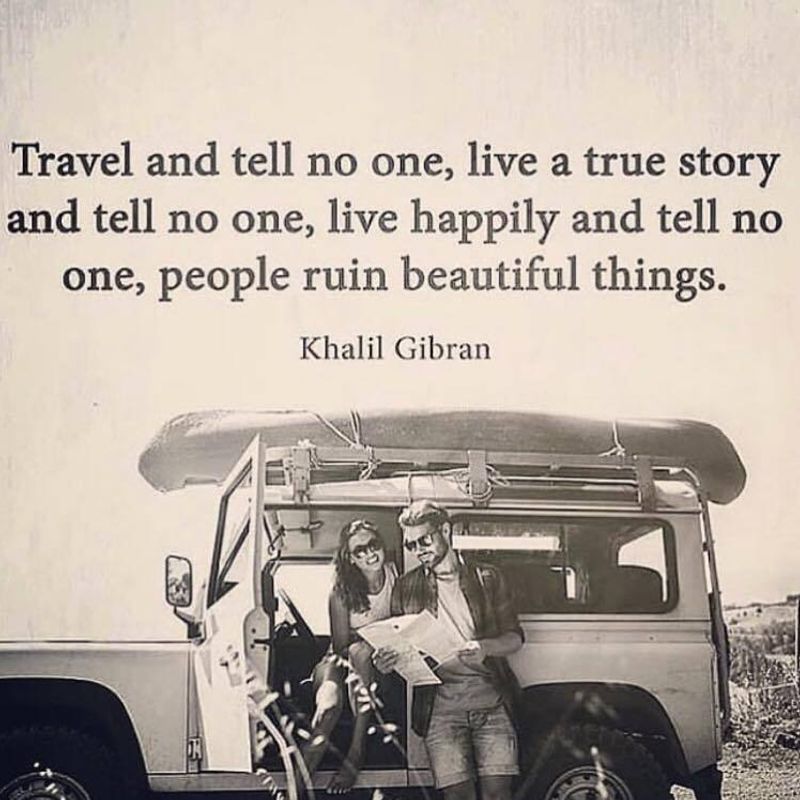 Travel and tell no one, live a true story
and tell no one, live happily and tell no
one, people ruin beautiful things.
Khalil Gibran